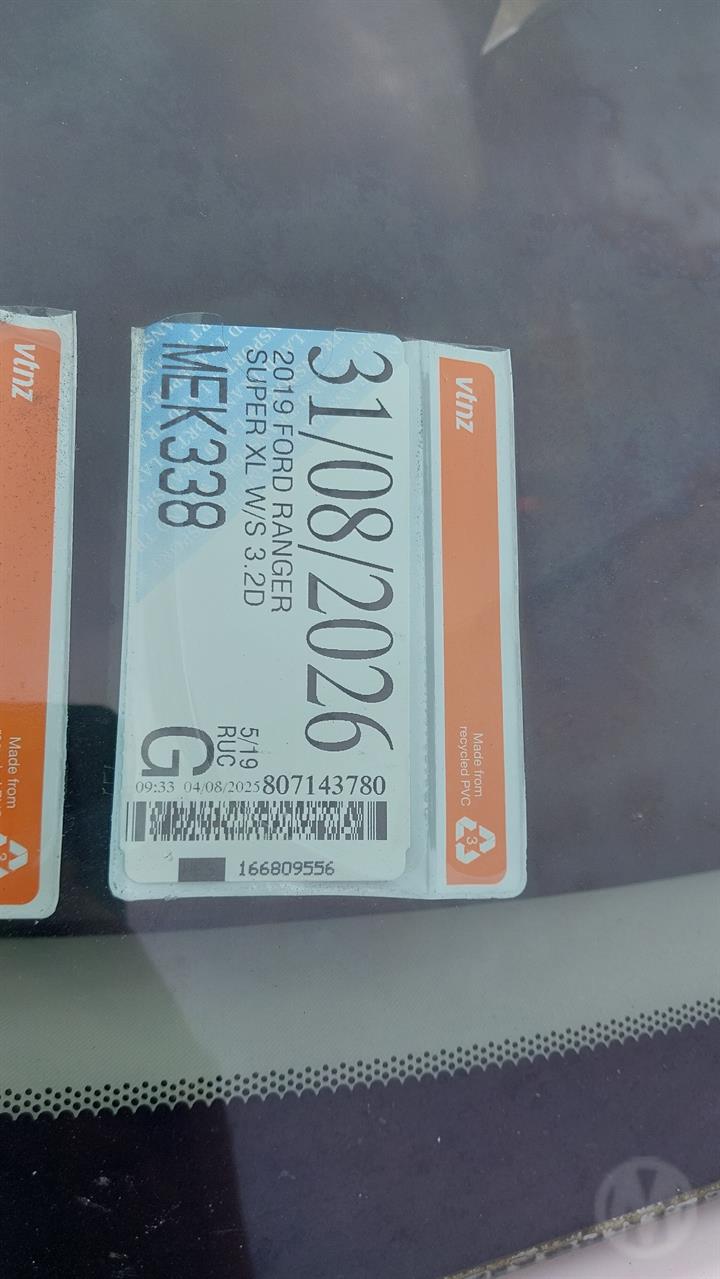 vtnz
Made from
31/08/2026
2019 FORD RANGER
SUPER XL W/S 3.2D
MEK338
5/19
RUC
G
09:33 04/08/2025 807143780
166809556
vtnz
Made from
recycled PVC
3